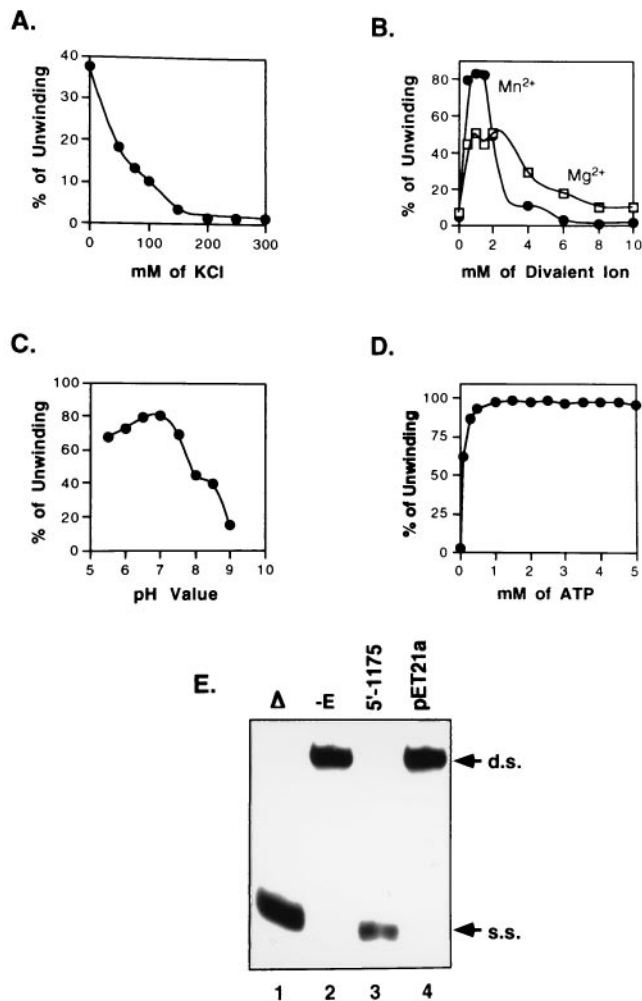 A.
% of Unwinding
40
30
20
10
0
0 100 200 300
mM of KCl
B.
% of Unwinding
80
60
40
20
0
Mn2+
Mg2+
0 2 4 6 8 10
mM of Divalent Ion
C.
% of Unwinding
100
80
60
40
20
0
5 6 7 8 9 10
pH Value
D.
% of Unwinding
100
75
50
25
0
0 1 2 3 4 5
mM of ATP
E.
Δ -E 5'-1175 pET21a
d.s.
s.s.
1 2 3 4